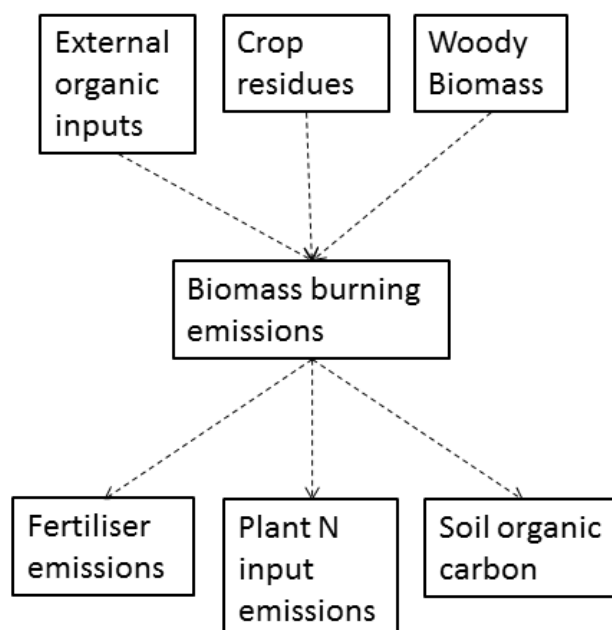 External
organic
inputs
Crop
residues
Woody
Biomass
Biomass burning
emissions
Fertiliser
emissions
Plant N
input
emissions
Soil organic
carbon